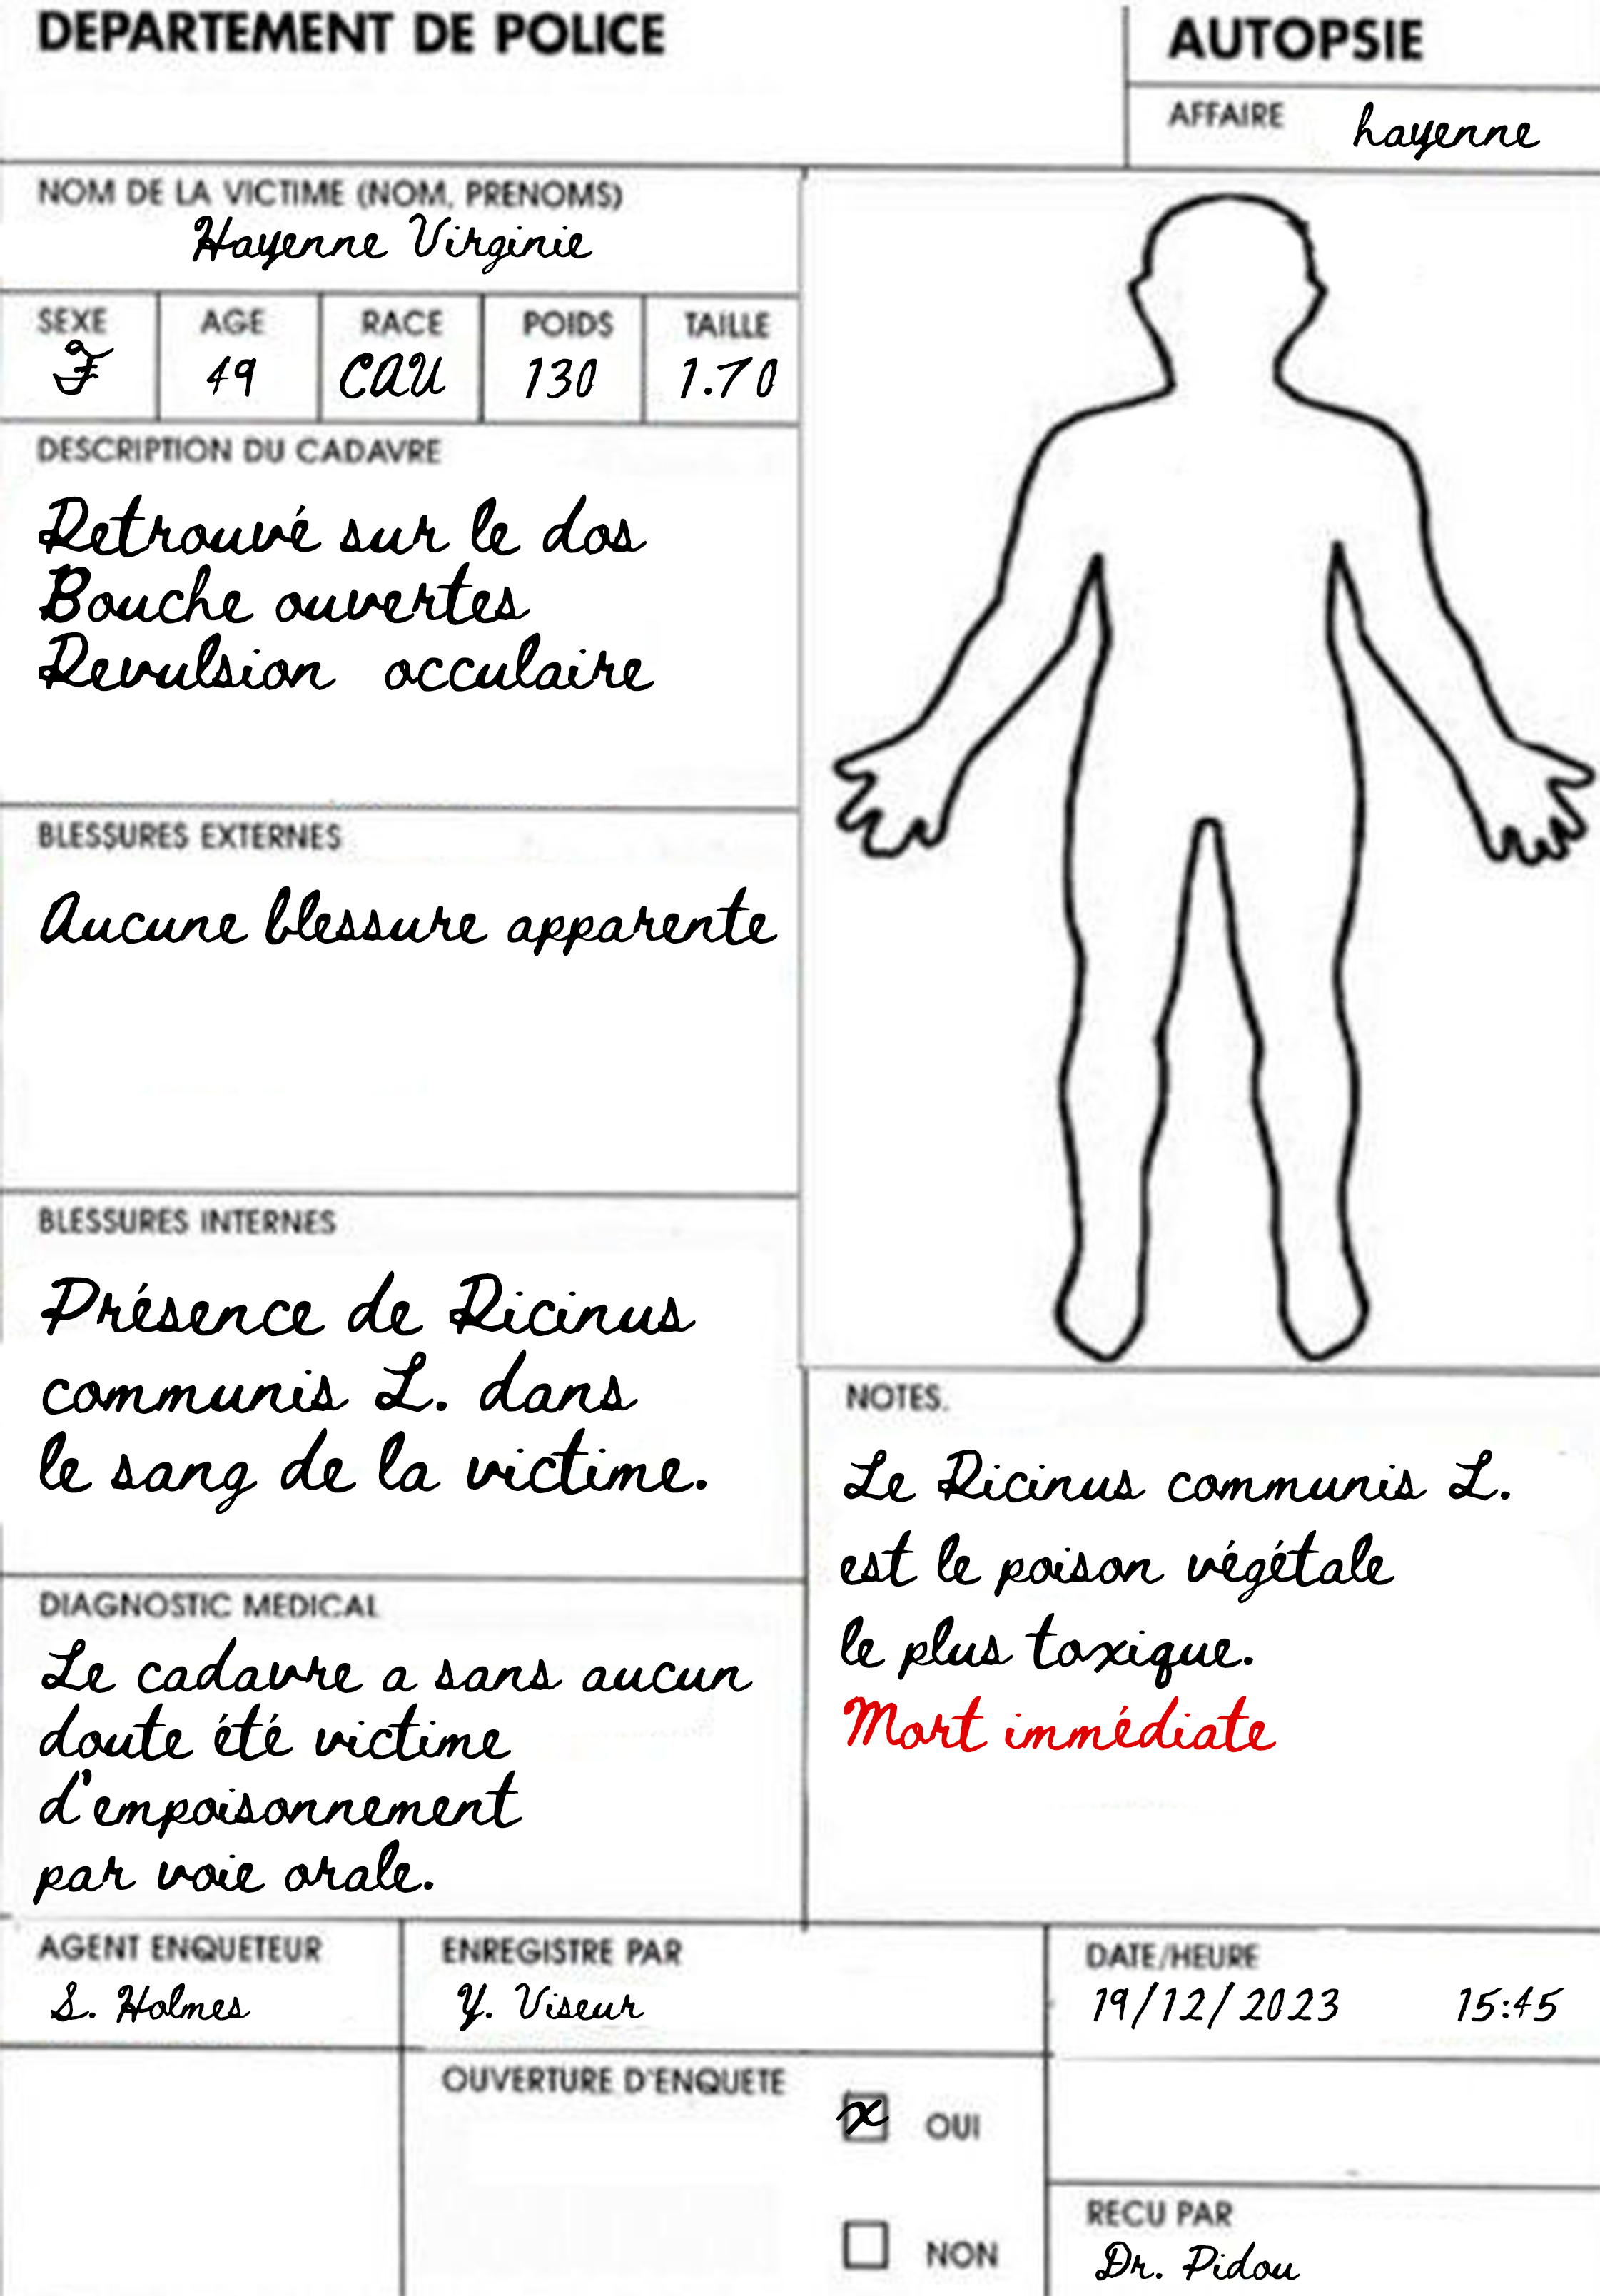 DEPARTEMENT DE POLICE
AUTOPSIE
AFFAIRE hayenne
NOM DE LA VICTIME (NOM, PRENOMS)
Hayenne Virginie
SEXE AGE RACE POIDS TAILLE
F 49 CAU 130 1.70
DESCRIPTION DU CADAVRE
Retrouvé sur le dos
Bouche ouvertes
Revulsion occulaire
BLESSURES EXTERNES
Aucune blessure apparente
BLESSURES INTERNES
Présence de Ricinus
communis L. dans
le sang de la victime.
DIAGNOSTIC MEDICAL
Le cadavre a sans aucun
doute été victime
d'empoisonnement
par voie orale.
NOTES.
Le Ricinus communis L.
est le poison végétale
le plus toxique.
Mort immédiate
AGENT ENQUETEUR
S. Holmes
ENREGISTRE PAR
Y. Viseur
DATE/HEURE
19/12/2023 15:45
OUVERTURE D'ENQUETE
x OUI
NON
RECU PAR
Dr. Pidou